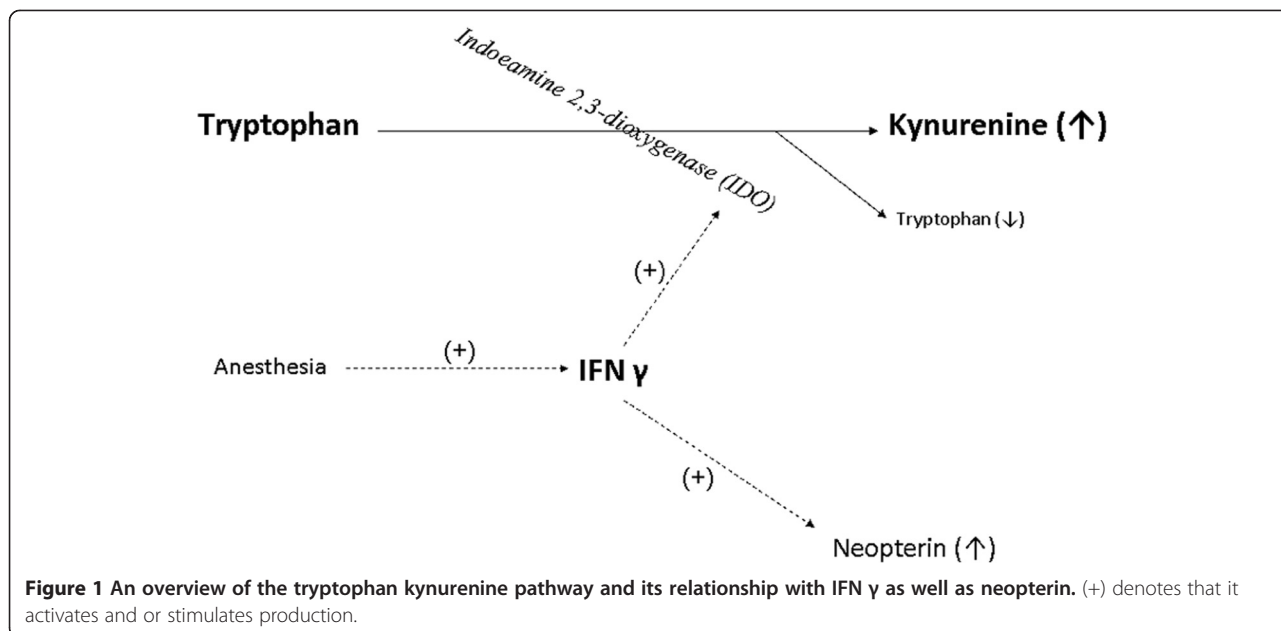 Indoeamine 2,3-dioxygenase (IDO)
Tryptophan
Kynurenine (↑)
Tryptophan (↓)
(+)
(+)
Anesthesia
IFN γ
(+)
Neopterin (↑)
Figure 1 An overview of the tryptophan kynurenine pathway and its relationship with IFN γ as well as neopterin. (+) denotes that it
activates and or stimulates production.